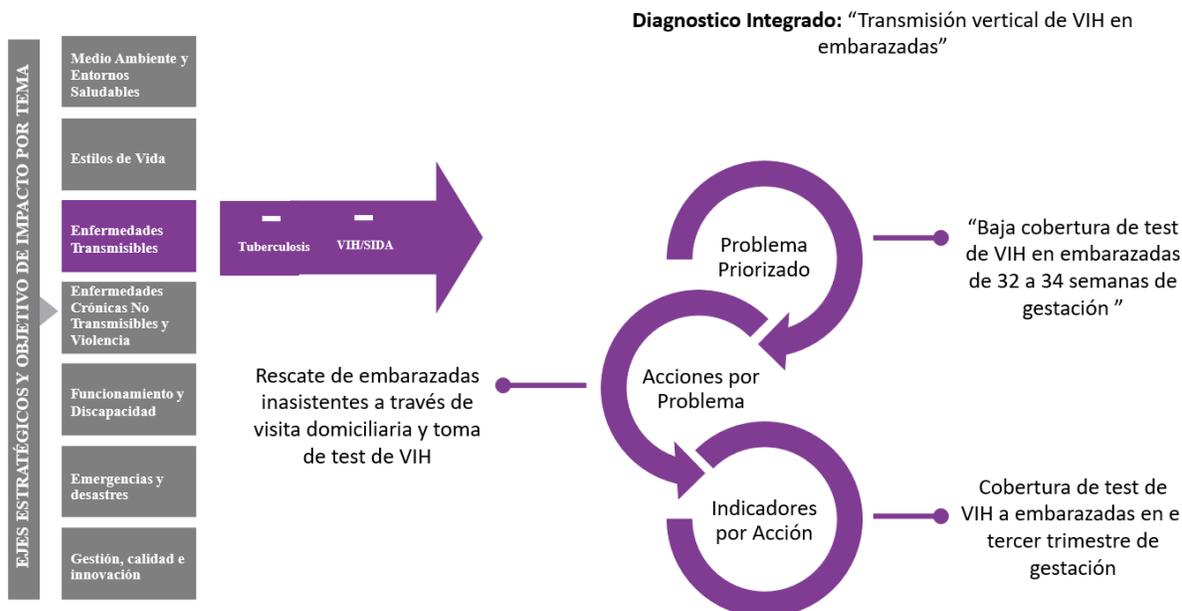 Diagnostico Integrado: “Transmisión vertical de VIH en
embarazadas”
EJES ESTRATÉGICOS Y OBJETIVO DE IMPACTO POR TEMA
Medio Ambiente y
Entornos
Saludables
Estilos de Vida
Enfermedades
Transmisibles
Enfermedades
Crónicas No
Transmisibles y
Violencia
Funcionamiento y
Discapacidad
Emergencias y
desastres
Gestión, calidad e
innovación
Tuberculosis
VIH/SIDA
Problema
Priorizado
“Baja cobertura de test
de VIH en embarazadas
de 32 a 34 semanas de
gestación ”
Acciones por
Problema
Rescate de embarazadas
inasistentes a través de
visita domiciliaria y toma
de test de VIH
Indicadores
por Acción
Cobertura de test de
VIH a embarazadas en e
tercer trimestre de
gestación